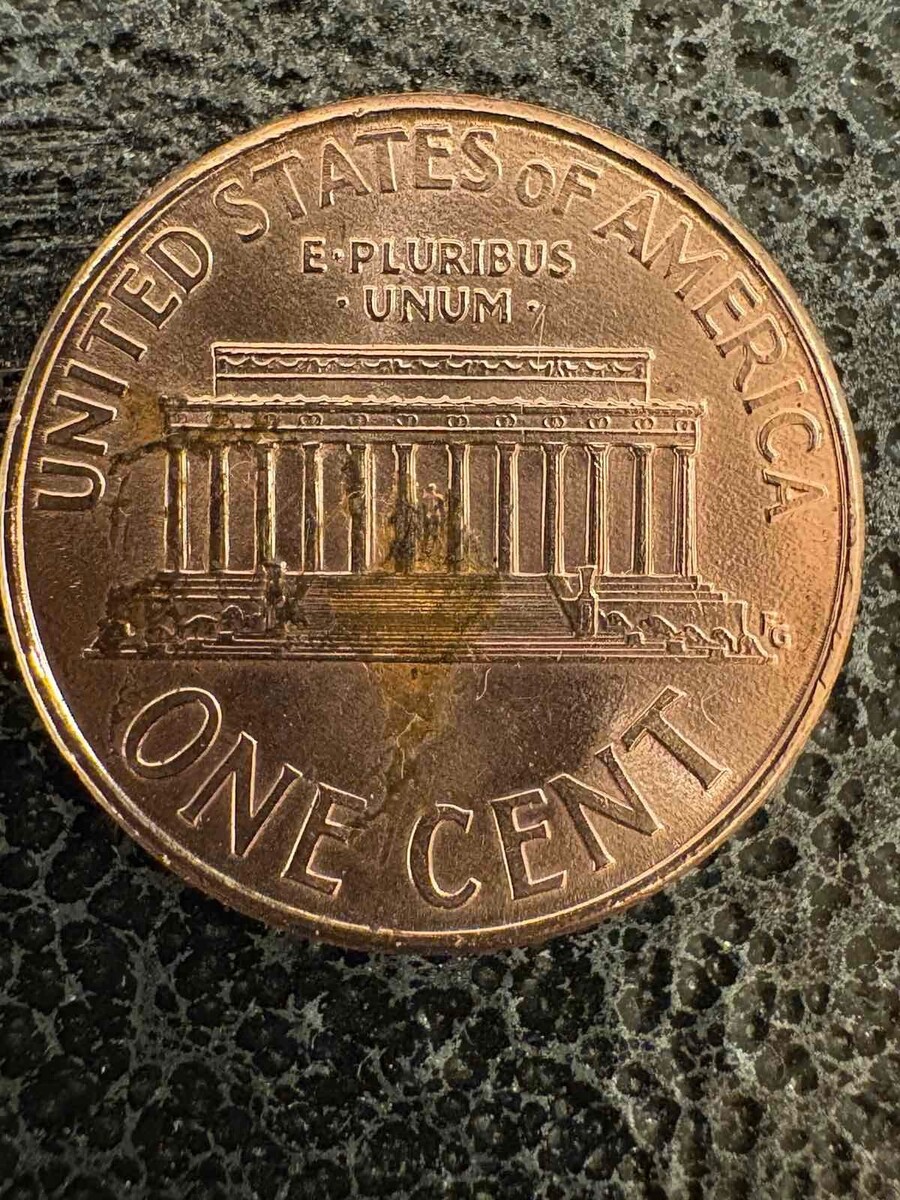 UNITED STATES OF AMERICA
E·PLURIBUS
·UNUM·
FG
ONE CENT